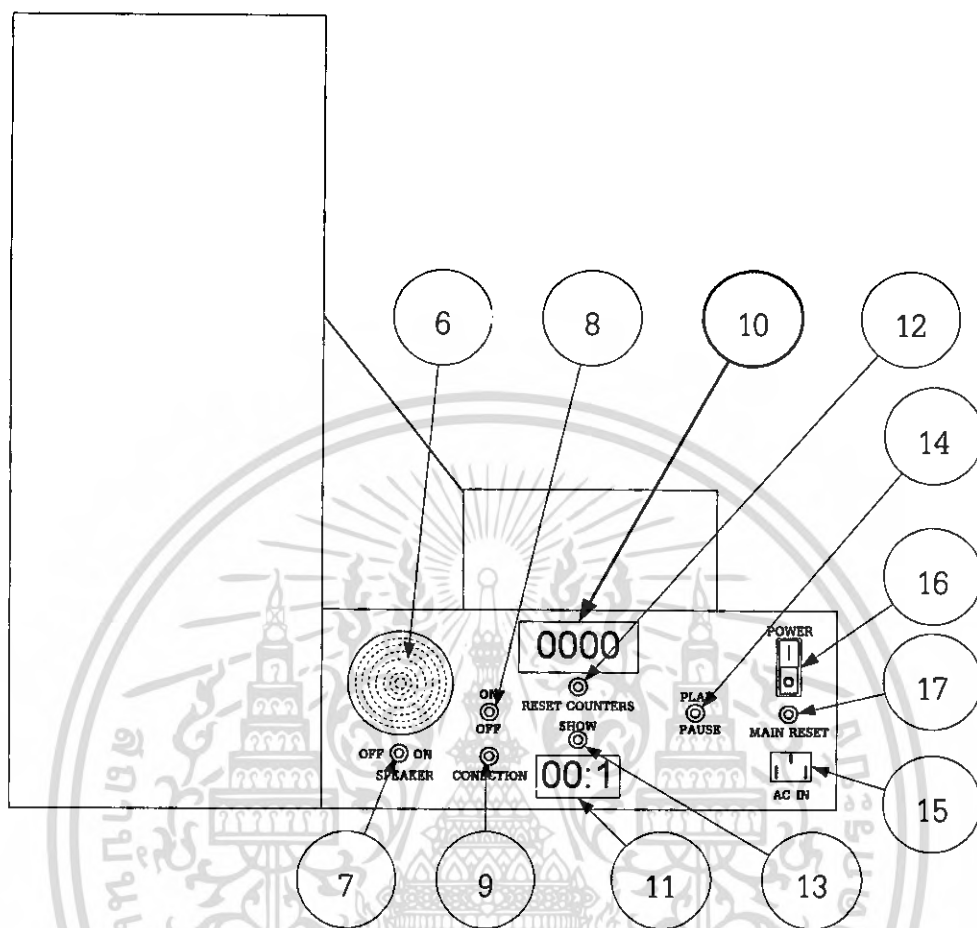 6
8
10
12
14
16
17
15
0000
POWER
ON
OFF
RESET COUNTERS
SHOW
PLAY
PAUSE
MAIN RESET
OFF ON
SPEAKER
CONECTION
00:1
AC IN
7
9
11
13